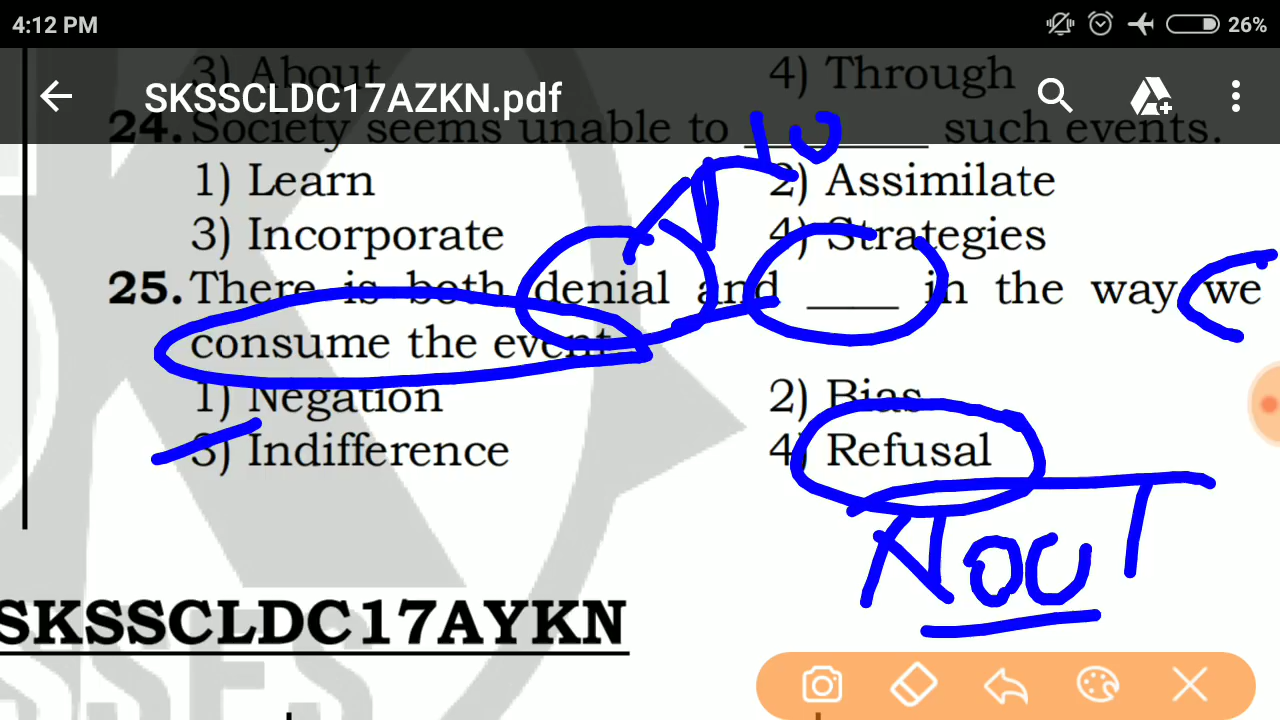 4:12 PM 26%
3) About 4) Through
SKSSCLDC17AZKN.pdf
24. Society seems unable to ________ such events.
1) Learn 2) Assimilate
3) Incorporate 4) Strategies
25. There is both denial and ____ in the way we
consume the event
1) Negation 2) Bias
3) Indifference 4) Refusal
SKSSCLDC17AYKN